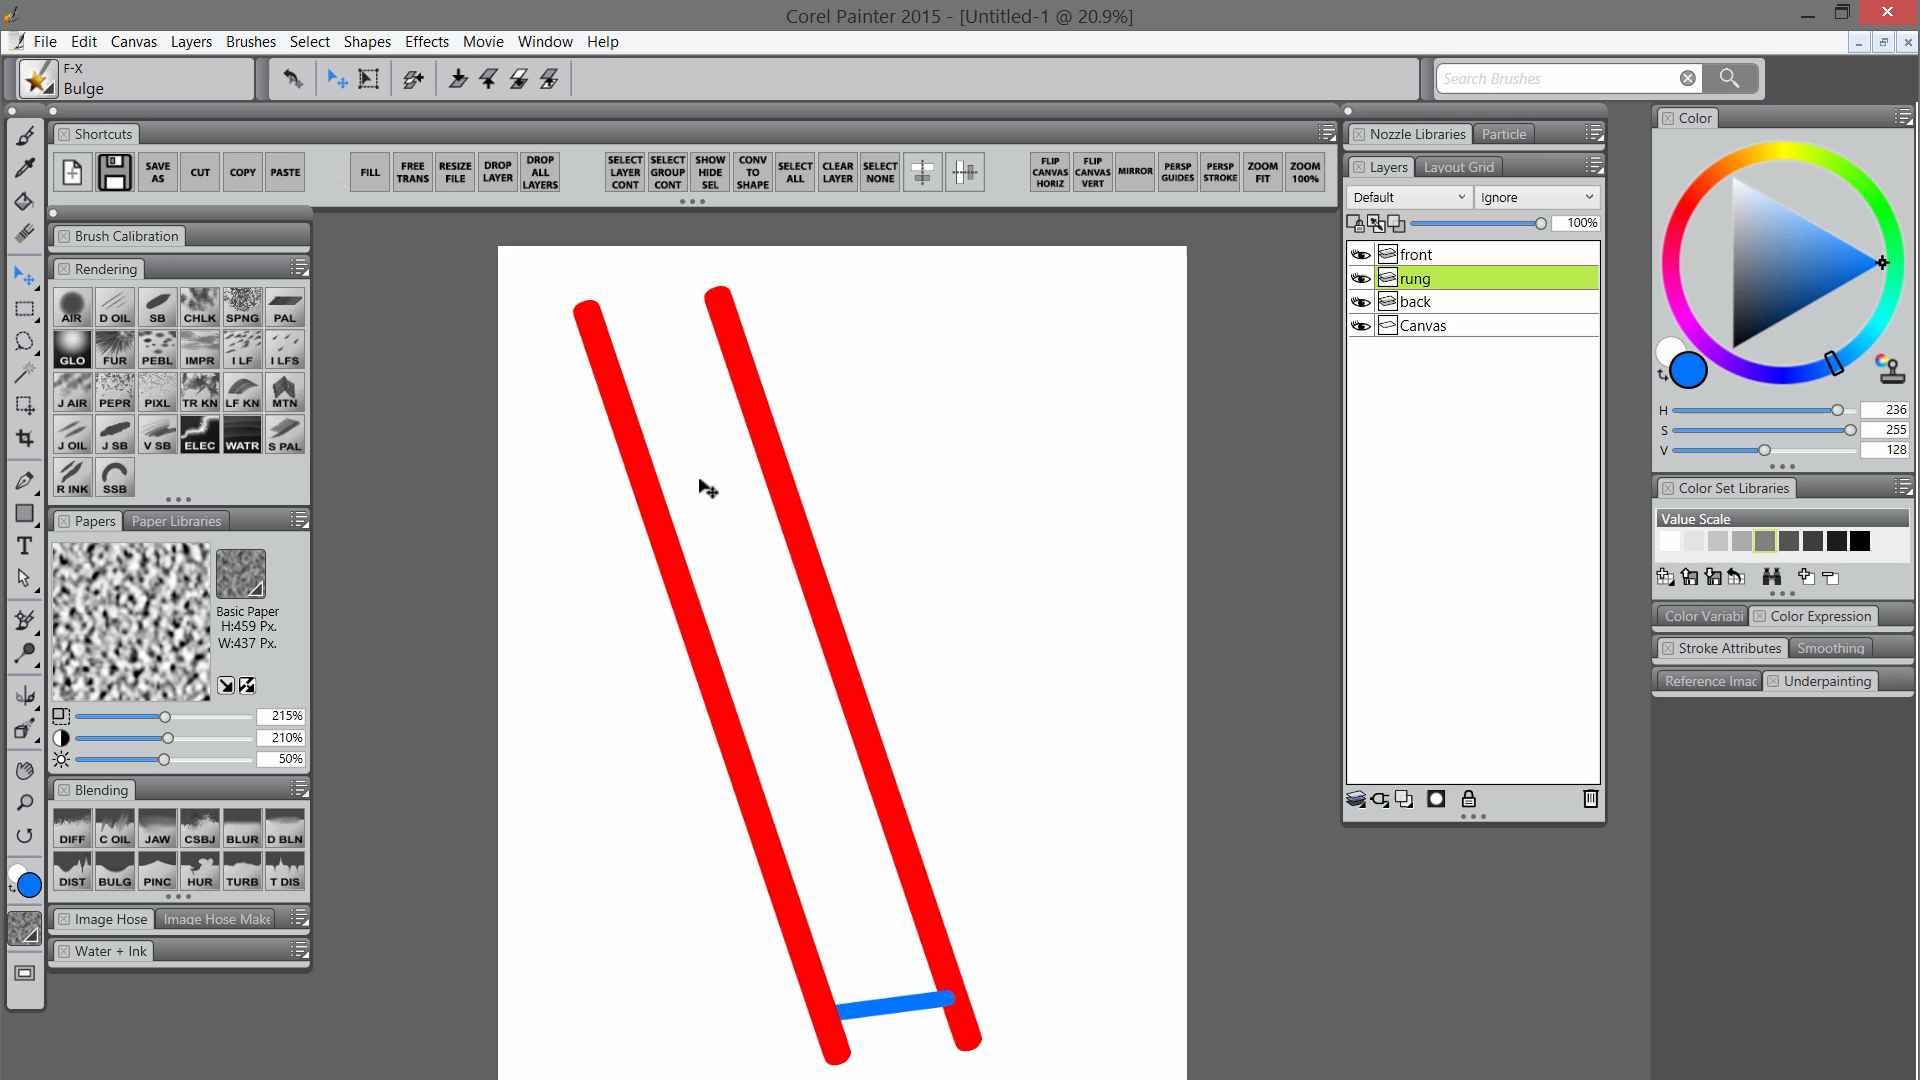 Corel Painter 2015 - [Untitled-1 @ 20.9%]
File Edit Canvas Layers Brushes Select Shapes Effects Movie Window Help
F-X
Bulge
Search Brushes
Shortcuts
SAVE AS
CUT
COPY
PASTE
FILL
FREE TRANS
RESIZE FILE
DROP LAYER
DROP ALL LAYERS
SELECT LAYER CONT
SELECT GROUP CONT
SHOW HIDE SEL
CONV TO SHAPE
SELECT ALL
CLEAR LAYER
SELECT NONE
FLIP CANVAS HORIZ
FLIP CANVAS VERT
MIRROR
PERSP GUIDES
PERSP STROKE
ZOOM FIT
ZOOM 100%
Brush Calibration
Rendering
AIR D OIL SB CHLK SPNG PAL
GLO FUR PEBL IMPR I LF I LFS
J AIR PEPR PIXL TR KN LF KN MTN
J OIL J SB V SB ELEC WATR S PAL
R INK SSB
Papers Paper Libraries
Basic Paper
H:459 Px.
W:437 Px.
215%
210%
50%
Blending
DIFF C OIL JAW CSBJ BLUR D BLN
DIST BULG PINC HUR TURB T DIS
Image Hose Image Hose Make
Water + Ink
T
Nozzle Libraries Particle
Layers Layout Grid
Default Ignore
100%
front
rung
back
Canvas
Color
H 236
S 255
V 128
Color Set Libraries
Value Scale
Color Variabi Color Expression
Stroke Attributes Smoothing
Reference Imac Underpainting